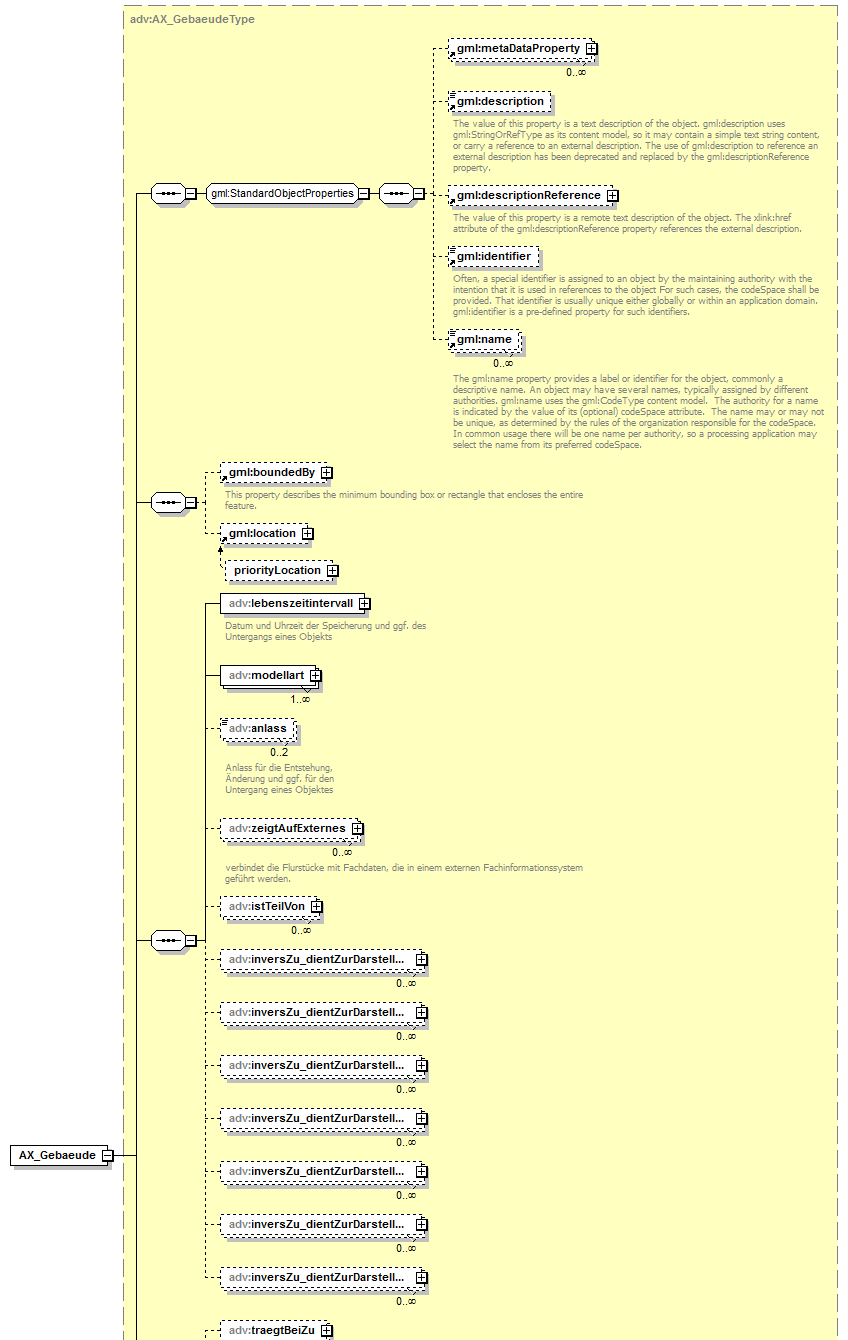 adv:AX_GebaeudeType
gml:metaDataProperty
0..∞
gml:description
The value of this property is a text description of the object. gml:description uses
gml:StringOrRefType as its content model, so it may contain a simple text string content,
or carry a reference to an external description. The use of gml:description to reference an
external description has been deprecated and replaced by the gml:descriptionReference
property.
gml:StandardObjectProperties
gml:descriptionReference
The value of this property is a remote text description of the object. The xlink:href
attribute of the gml:descriptionReference property references the external description.
gml:identifier
Often, a special identifier is assigned to an object by the maintaining authority with the
intention that it is used in references to the object For such cases, the codeSpace shall be
provided. That identifier is usually unique either globally or within an application domain.
gml:identifier is a pre-defined property for such identifiers.
gml:name
0..∞
The gml:name property provides a label or identifier for the object, commonly a
descriptive name. An object may have several names, typically assigned by different
authorities. gml:name uses the gml:CodeType content model.  The authority for a name
is indicated by the value of its (optional) codeSpace attribute.  The name may or may not
be unique, as determined by the rules of the organization responsible for the codeSpace.
In common usage there will be one name per authority, so a processing application may
select the name from its preferred codeSpace.
gml:boundedBy
This property describes the minimum bounding box or rectangle that encloses the entire
feature.
gml:location
priorityLocation
adv:lebenszeitintervall
Datum und Uhrzeit der Speicherung und ggf. des
Untergangs eines Objekts
adv:modellart
1..∞
adv:anlass
0..2
Anlass für die Entstehung,
Änderung und ggf. für den
Untergang eines Objektes
adv:zeigtAufExternes
0..∞
verbindet die Flurstücke mit Fachdaten, die in einem externen Fachinformationssystem
geführt werden.
adv:istTeilVon
0..∞
adv:inversZu_dientZurDarstell...
0..∞
adv:inversZu_dientZurDarstell...
0..∞
adv:inversZu_dientZurDarstell...
0..∞
adv:inversZu_dientZurDarstell...
0..∞
AX_Gebaeude
adv:inversZu_dientZurDarstell...
0..∞
adv:inversZu_dientZurDarstell...
0..∞
adv:inversZu_dientZurDarstell...
0..∞
adv:traegtBeiZu